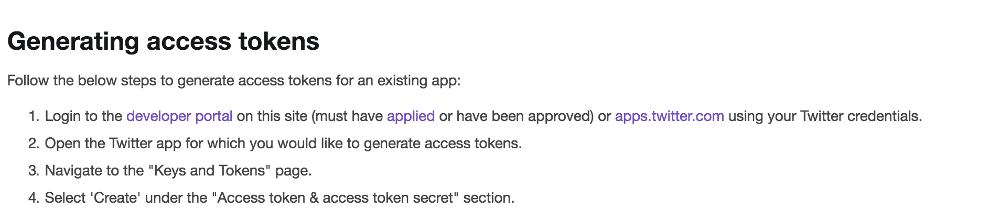 Generating access tokens
Follow the below steps to generate access tokens for an existing app:
1. Login to the developer portal on this site (must have applied or have been approved) or apps.twitter.com using your Twitter credentials.
2. Open the Twitter app for which you would like to generate access tokens.
3. Navigate to the "Keys and Tokens" page.
4. Select 'Create' under the "Access token & access token secret" section.